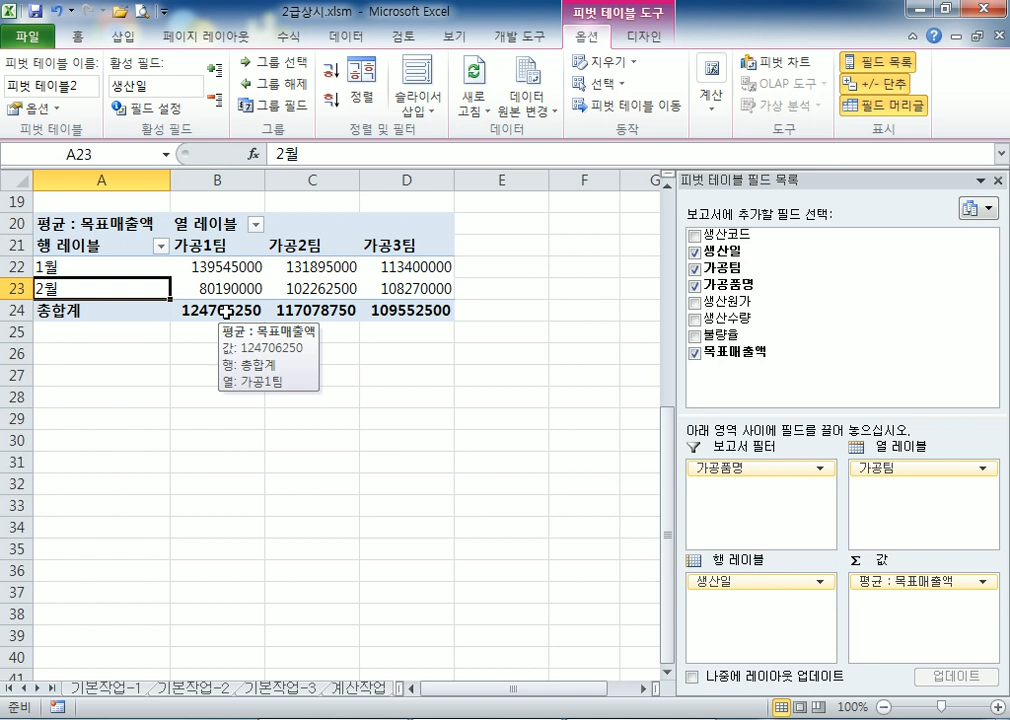 2급상시.xlsm - Microsoft Excel
피벗 테이블 도구
파일 홈 삽입 페이지 레이아웃 수식 데이터 검토 보기 개발 도구 옵션 디자인
피벗 테이블 이름:
피벗 테이블2
옵션
피벗 테이블
활성 필드:
생산일
필드 설정
활성 필드
그룹 선택
그룹 해제
그룹 필드
그룹
정렬
슬라이서
삽입
정렬 및 필터
새로
고침
데이터
원본 변경
데이터
지우기
선택
피벗 테이블 이동
동작
계산
피벗 차트
OLAP 도구
가상 분석
도구
필드 목록
+/- 단추
필드 머리글
표시
A23 fx 2월
A B C D E F G
19
20 평균 : 목표매출액 열 레이블
21 행 레이블 가공1팀 가공2팀 가공3팀
22 1월 139545000 131895000 113400000
23 2월 80190000 102262500 108270000
24 총합계 124706250 117078750 109552500
평균 : 목표매출액
값: 124706250
행: 총합계
열: 가공1팀
25
26
27
28
29
30
31
32
33
34
35
36
37
38
39
40
41
피벗 테이블 필드 목록
보고서에 추가할 필드 선택:
생산코드
생산일
가공팀
가공품명
생산원가
생산수량
불량율
목표매출액
아래 영역 사이에 필드를 끌어 놓으십시오.
보고서 필터 열 레이블
가공품명 가공팀
행 레이블 Σ 값
생산일 평균 : 목표매출액
나중에 레이아웃 업데이트 업데이트
기본작업-1 기본작업-2 기본작업-3 계산작업
준비 100%